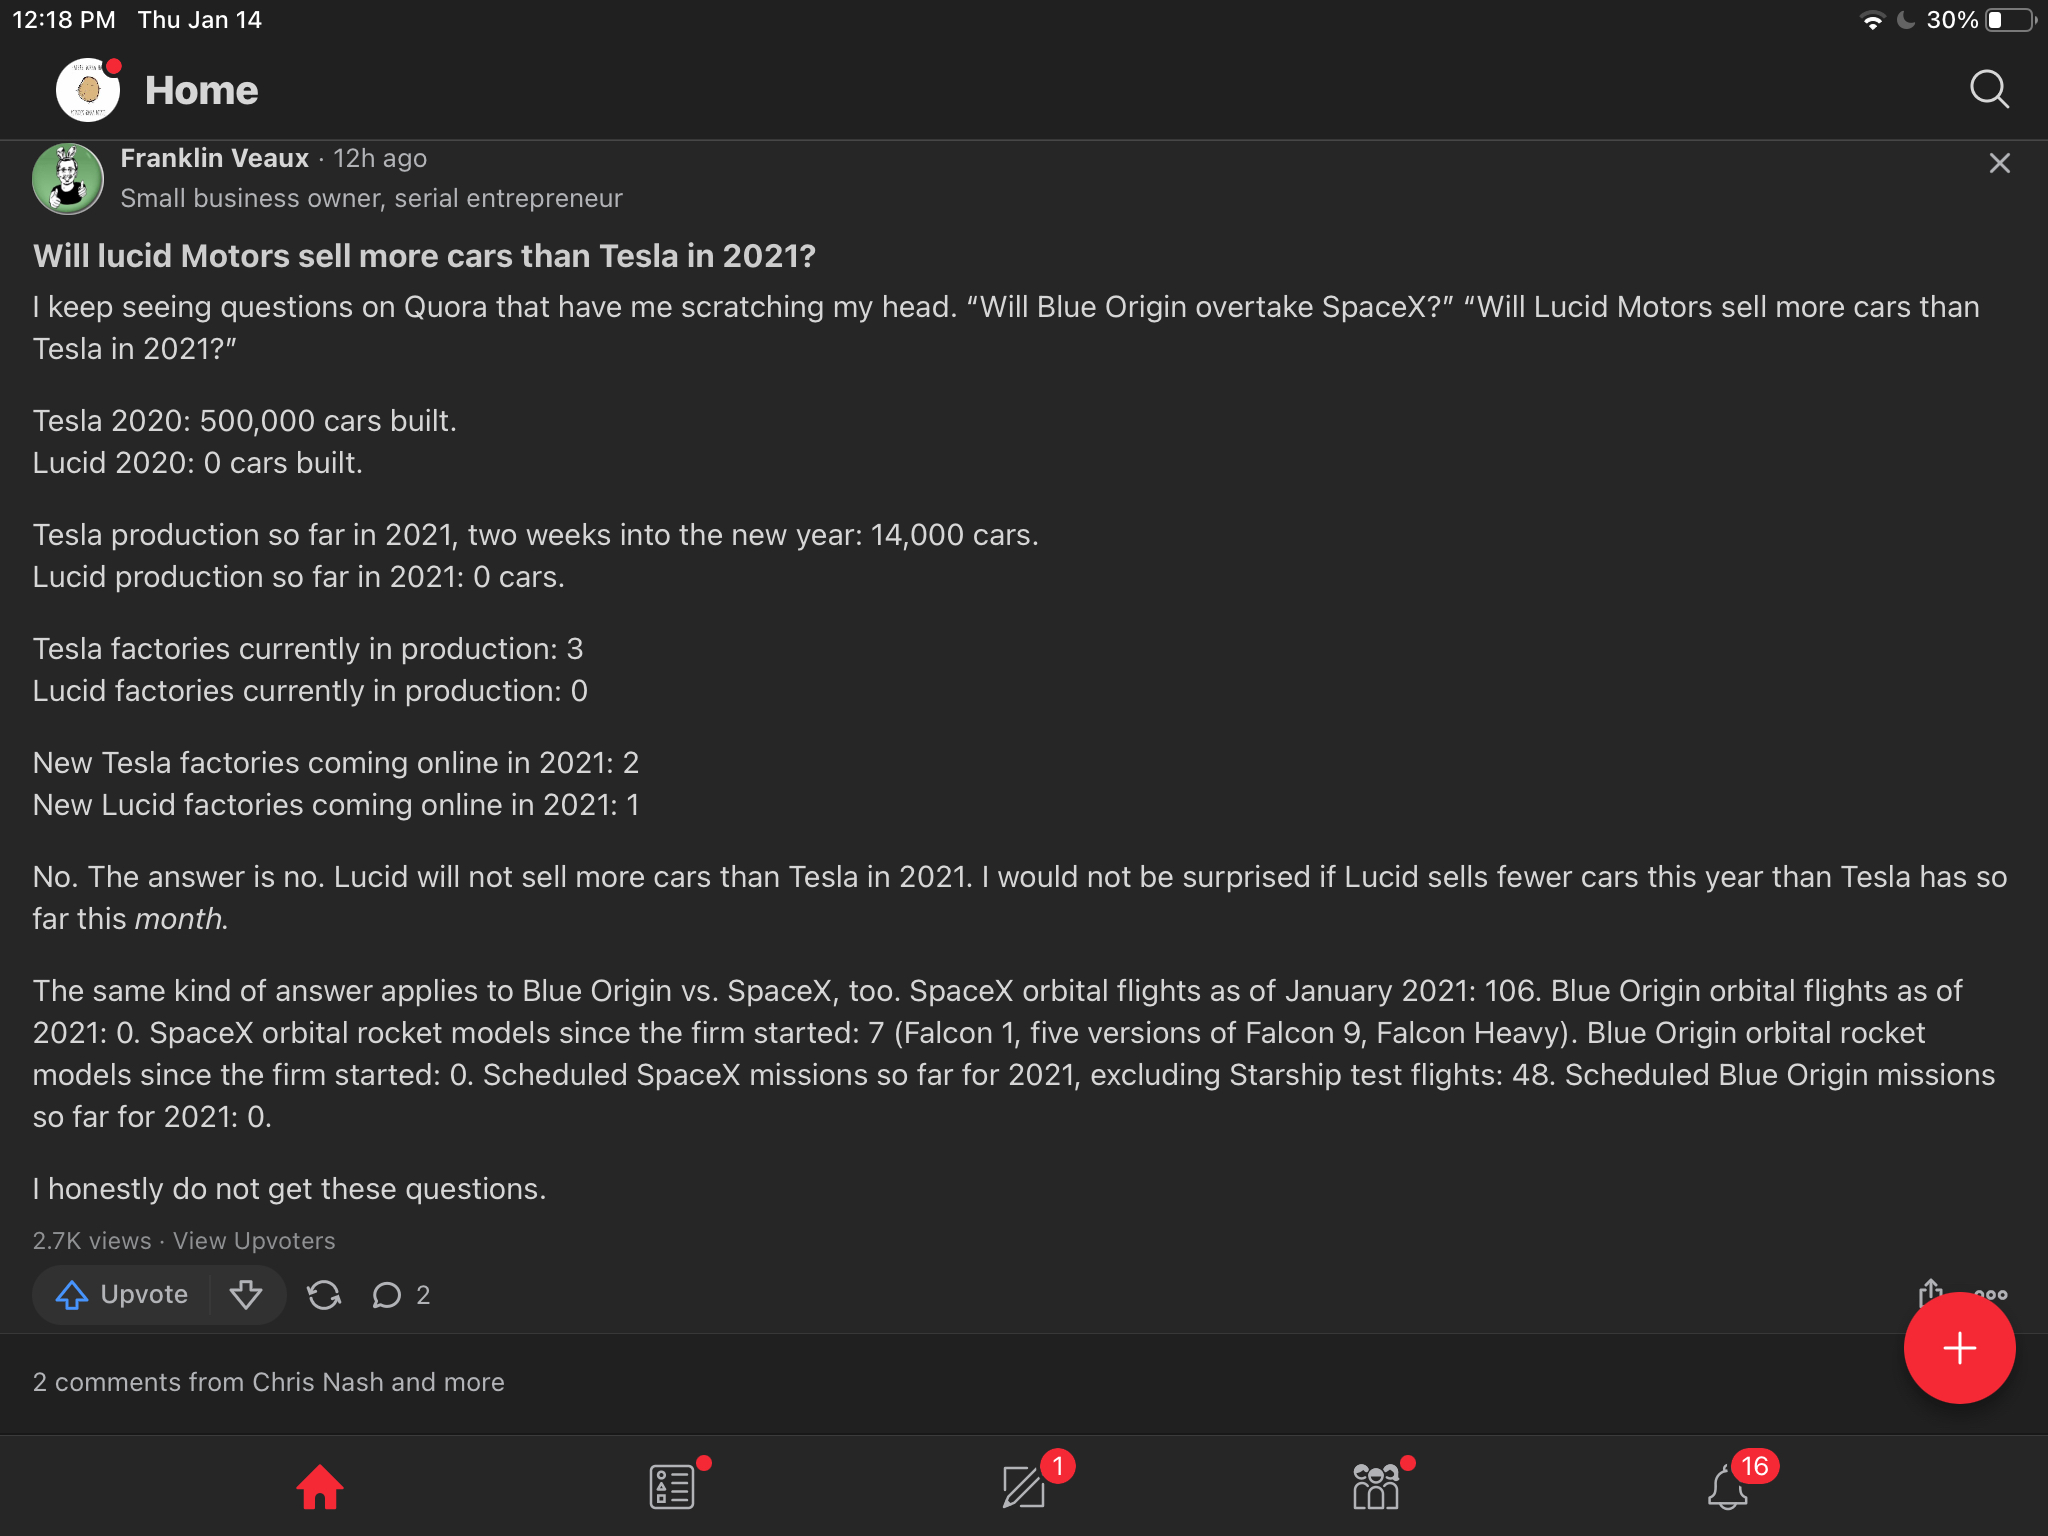 12:18 PM Thu Jan 14
30%
Home
Franklin Veaux · 12h ago
Small business owner, serial entrepreneur
Will lucid Motors sell more cars than Tesla in 2021?
I keep seeing questions on Quora that have me scratching my head. “Will Blue Origin overtake SpaceX?” “Will Lucid Motors sell more cars than
Tesla in 2021?”
Tesla 2020: 500,000 cars built.
Lucid 2020: 0 cars built.
Tesla production so far in 2021, two weeks into the new year: 14,000 cars.
Lucid production so far in 2021: 0 cars.
Tesla factories currently in production: 3
Lucid factories currently in production: 0
New Tesla factories coming online in 2021: 2
New Lucid factories coming online in 2021: 1
No. The answer is no. Lucid will not sell more cars than Tesla in 2021. I would not be surprised if Lucid sells fewer cars this year than Tesla has so
far this month.
The same kind of answer applies to Blue Origin vs. SpaceX, too. SpaceX orbital flights as of January 2021: 106. Blue Origin orbital flights as of
2021: 0. SpaceX orbital rocket models since the firm started: 7 (Falcon 1, five versions of Falcon 9, Falcon Heavy). Blue Origin orbital rocket
models since the firm started: 0. Scheduled SpaceX missions so far for 2021, excluding Starship test flights: 48. Scheduled Blue Origin missions
so far for 2021: 0.
I honestly do not get these questions.
2.7K views · View Upvoters
Upvote
2
2 comments from Chris Nash and more
1
16